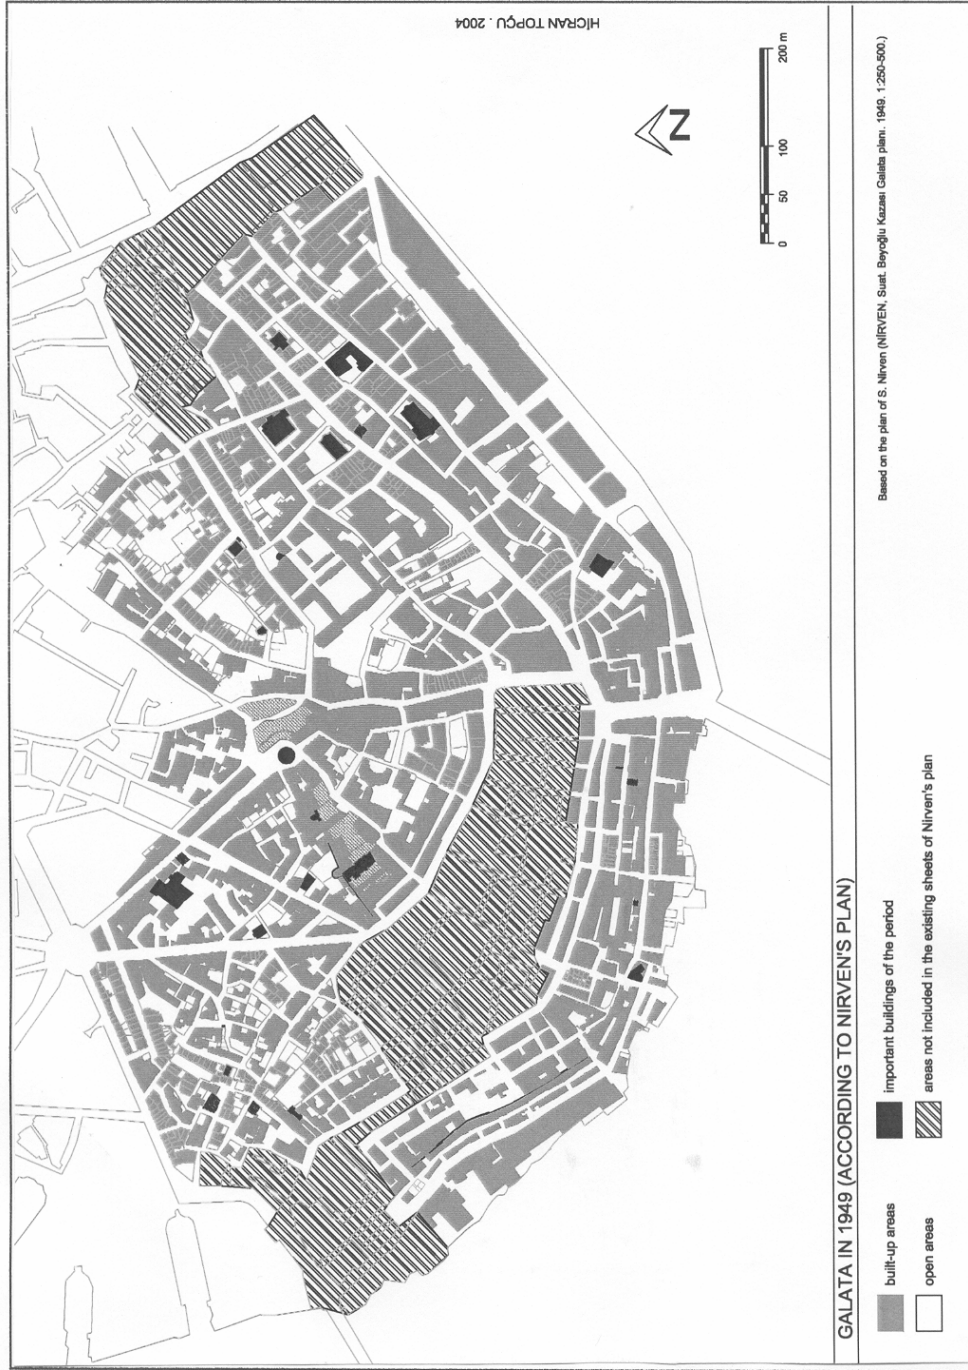 HİCRAN TOPÇU . 2004
N
0 50 100 200 m
GALATA IN 1949 (ACCORDING TO NIRVEN'S PLAN)
Based on the plan of S. Nirven (NİRVEN, Suat. Beyoğlu Kazası Galata planı. 1949. 1:250-500.)
built-up areas
important buildings of the period
open areas
areas not included in the existing sheets of Nirven's plan